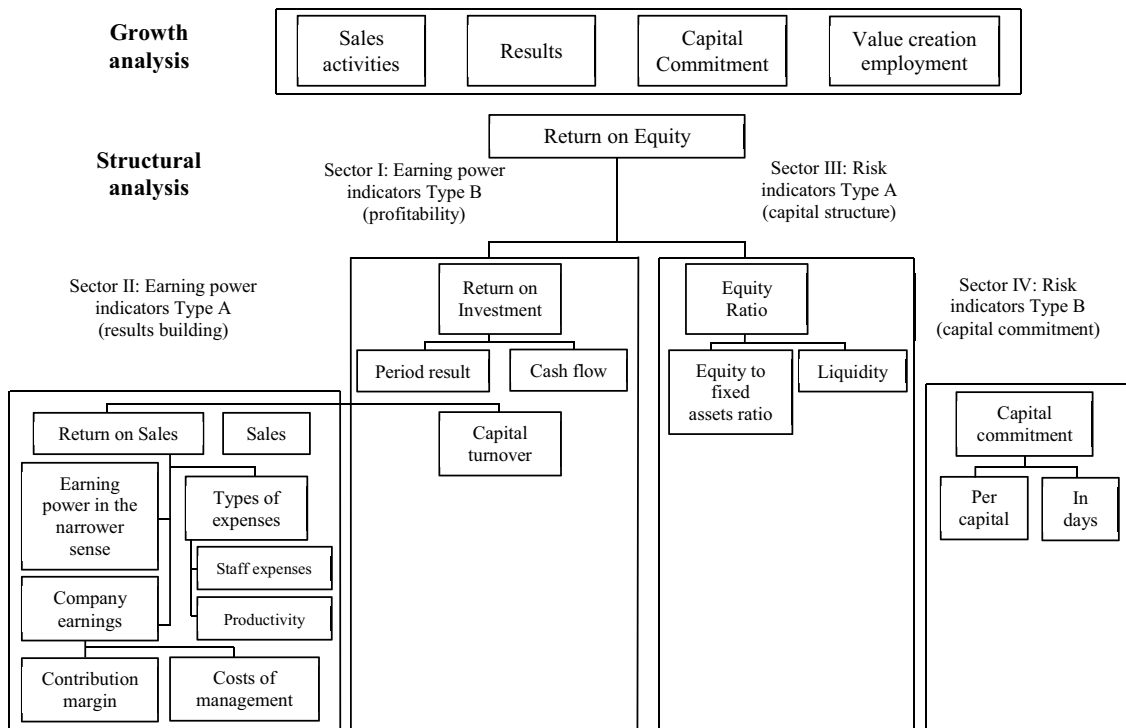 Growth
analysis
Sales
activities
Results
Capital
Commitment
Value creation
employment
Return on Equity
Structural
analysis
Sector I: Earning power
indicators Type B
(profitability)
Sector III: Risk
indicators Type A
(capital structure)
Sector II: Earning power
indicators Type A
(results building)
Return on
Investment
Equity
Ratio
Sector IV: Risk
indicators Type B
(capital commitment)
Period result
Cash flow
Equity to
fixed
assets ratio
Liquidity
Return on Sales
Sales
Capital
turnover
Capital
commitment
Earning
power in the
narrower
sense
Types of
expenses
Per
capital
In
days
Staff expenses
Company
earnings
Productivity
Contribution
margin
Costs of
management